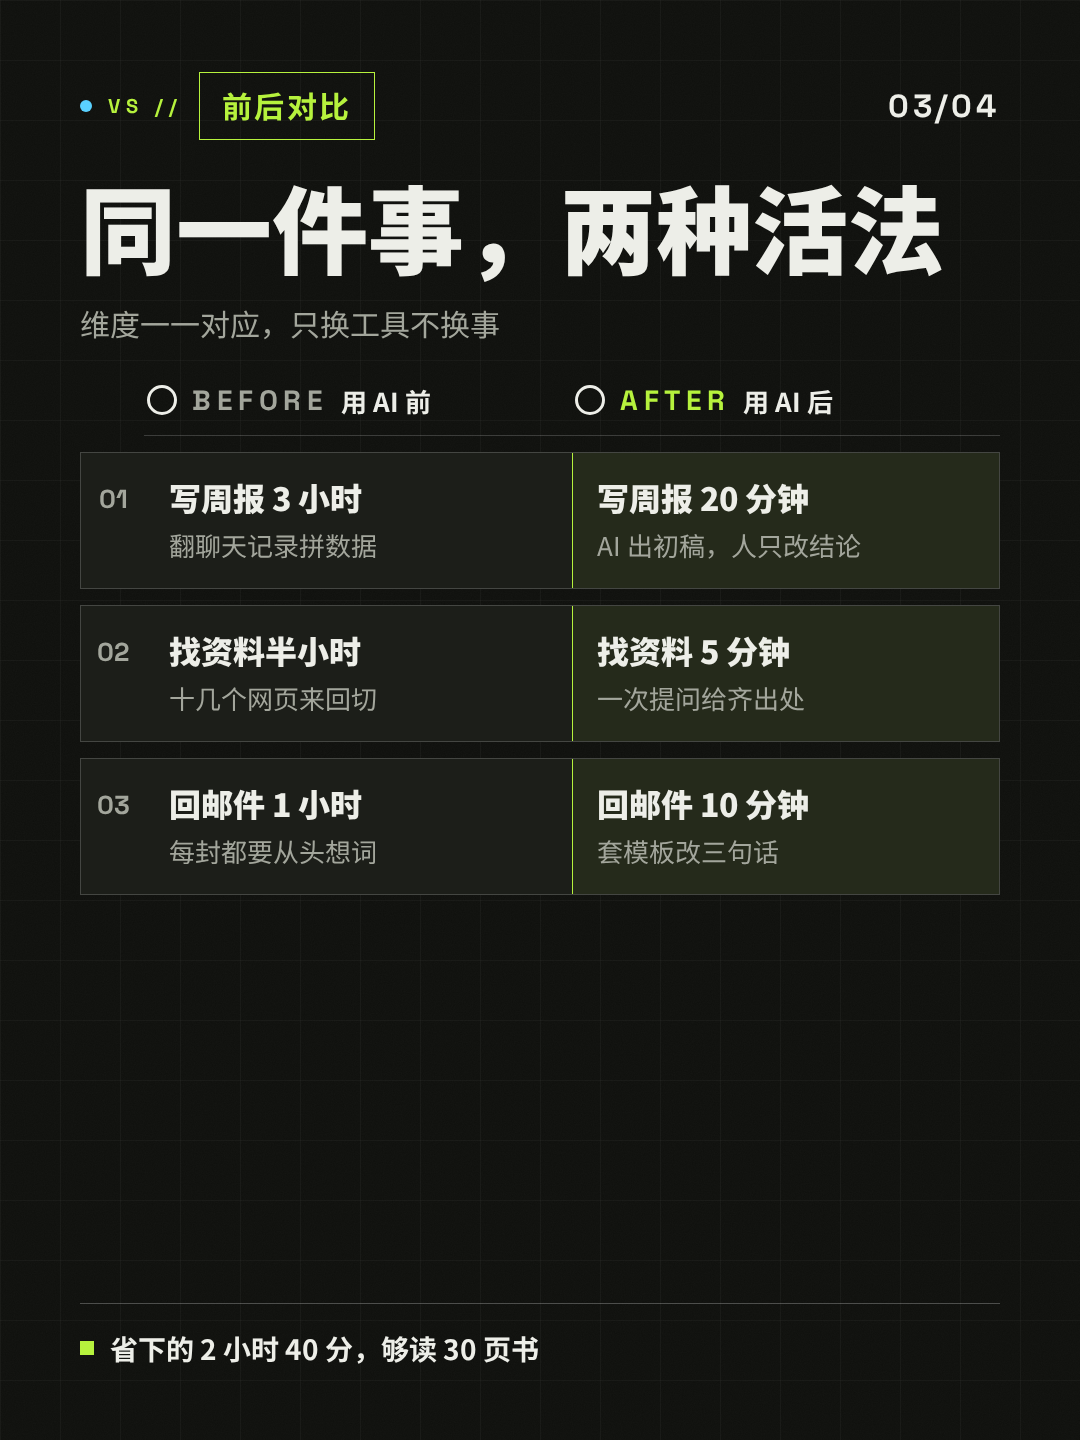 VS // 前后对比
03/04
同一件事，两种活法
维度一一对应，只换工具不换事
BEFORE 用 AI 前
AFTER 用 AI 后
01
写周报 3 小时
翻聊天记录拼数据
写周报 20 分钟
AI 出初稿，人只改结论
02
找资料半小时
十几个网页来回切
找资料 5 分钟
一次提问给齐出处
03
回邮件 1 小时
每封都要从头想词
回邮件 10 分钟
套模板改三句话
省下的 2 小时 40 分，够读 30 页书